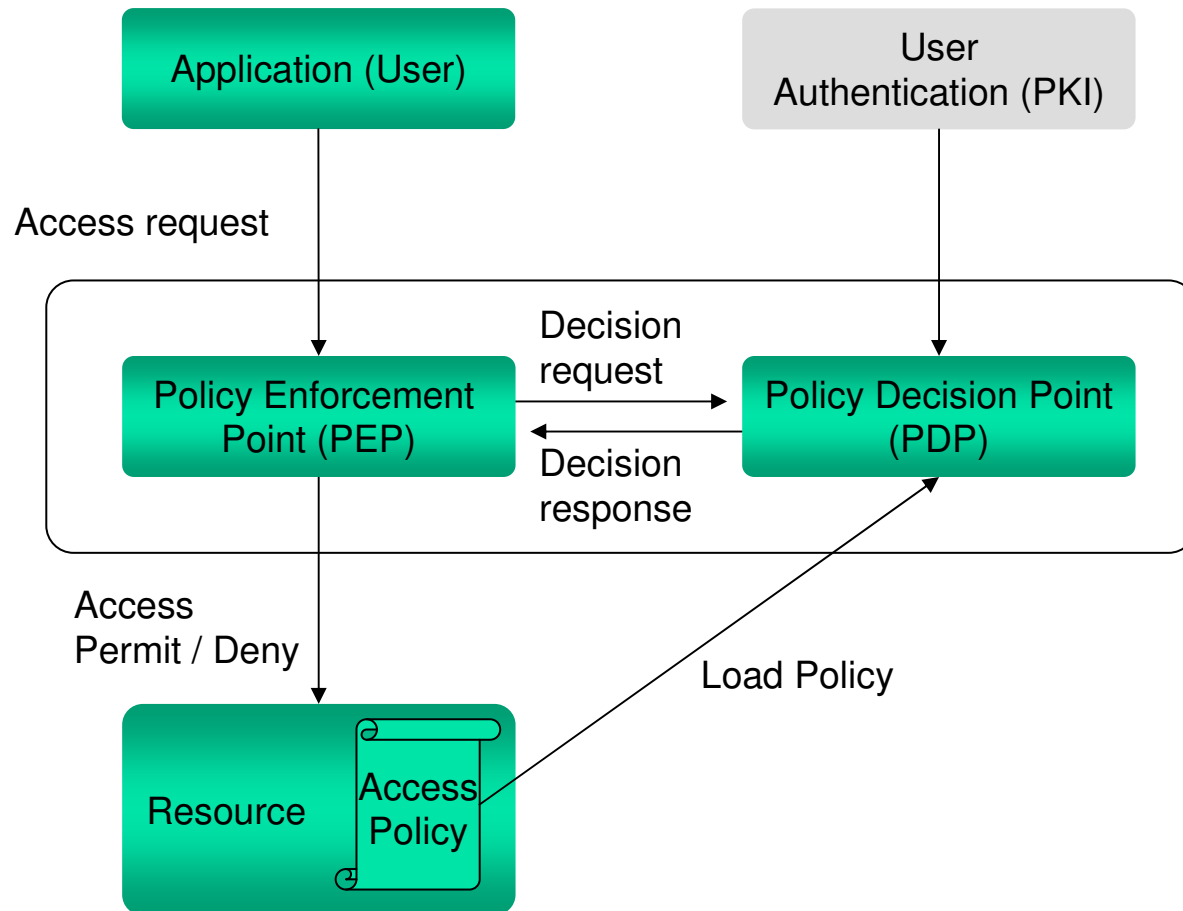 Application (User)
User
Authentication (PKI)
Access request
Decision
request
Policy Enforcement
Point (PEP)
Policy Decision Point
(PDP)
Decision
response
Access
Permit / Deny
Load Policy
Resource
Access
Policy